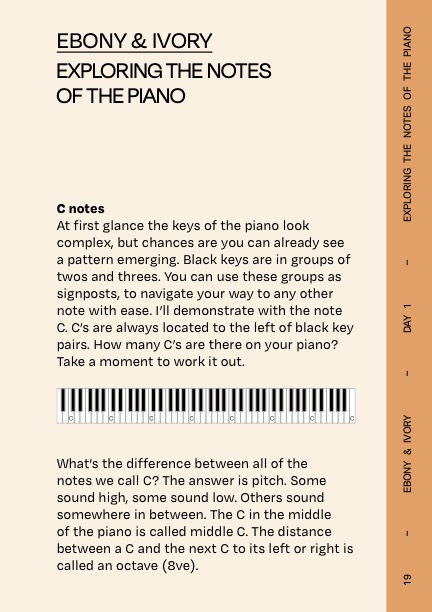 EBONY & IVORY
EXPLORING THE NOTES
OF THE PIANO
C notes
At first glance the keys of the piano look
complex, but chances are you can already see
a pattern emerging. Black keys are in groups of
twos and threes. You can use these groups as
signposts, to navigate your way to any other
note with ease. I’ll demonstrate with the note
C. C’s are always located to the left of black key
pairs. How many C’s are there on your piano?
Take a moment to work it out.
C C C C C C C C
What’s the difference between all of the
notes we call C? The answer is pitch. Some
sound high, some sound low. Others sound
somewhere in between. The C in the middle
of the piano is called middle C. The distance
between a C and the next C to its left or right is
called an octave (8ve).
19 – EBONY & IVORY – DAY 1 – EXPLORING THE NOTES OF THE PIANO